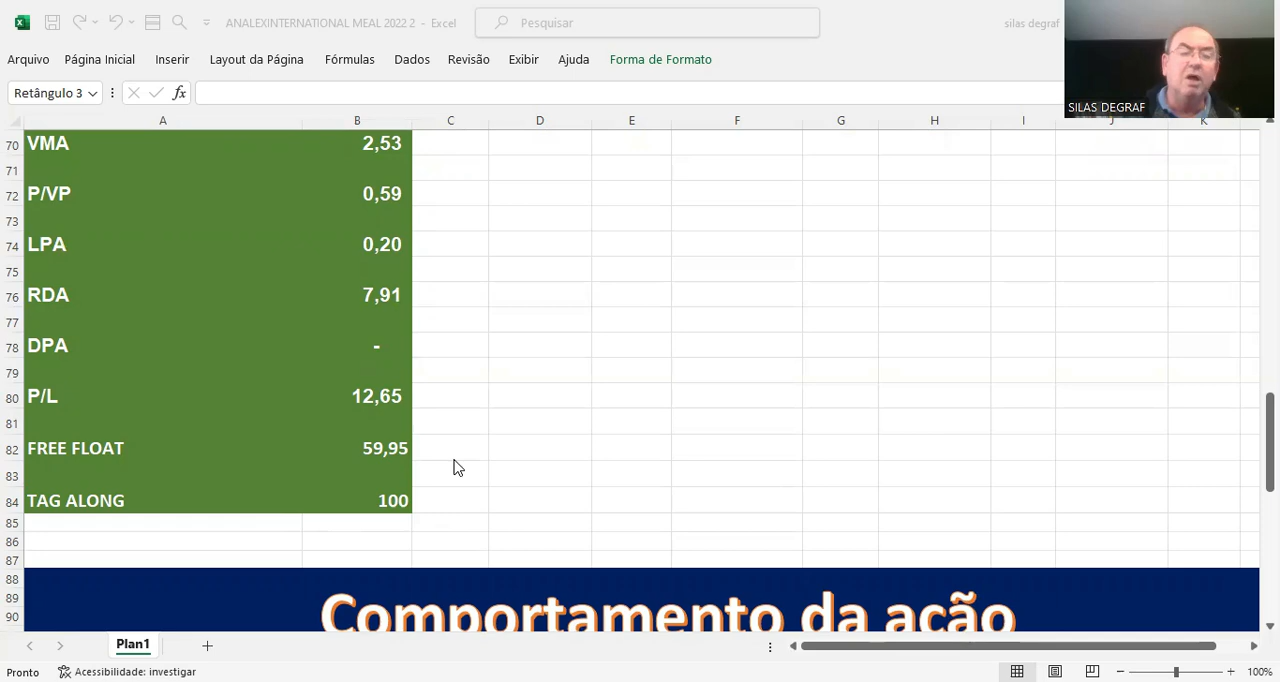 ANALEXINTERNATIONAL MEAL 2022 2 - Excel
Pesquisar
silas degraf
Arquivo Página Inicial Inserir Layout da Página Fórmulas Dados Revisão Exibir Ajuda Forma de Formato
SILAS DEGRAF
Retângulo 3 fx
A B C D E F G H I J K
70 VMA 2,53
71
72 P/VP 0,59
73
74 LPA 0,20
75
76 RDA 7,91
77
78 DPA -
79
80 P/L 12,65
81
82 FREE FLOAT 59,95
83
84 TAG ALONG 100
85
86
87
88
89 Comportamento da ação
90
Plan1
Pronto Acessibilidade: investigar 100%